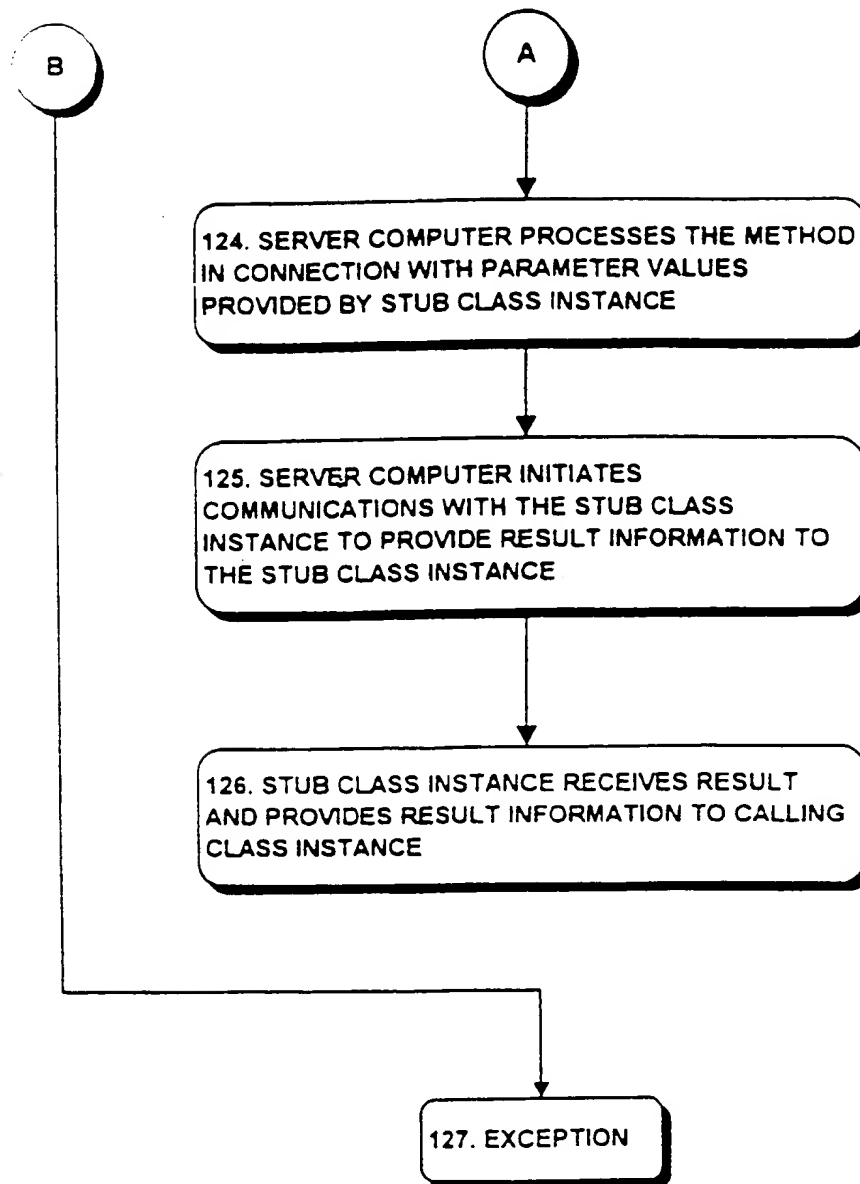 B
A
124. SERVER COMPUTER PROCESSES THE METHOD
IN CONNECTION WITH PARAMETER VALUES
PROVIDED BY STUB CLASS INSTANCE
125. SERVER COMPUTER INITIATES
COMMUNICATIONS WITH THE STUB CLASS
INSTANCE TO PROVIDE RESULT INFORMATION TO
THE STUB CLASS INSTANCE
126. STUB CLASS INSTANCE RECEIVES RESULT
AND PROVIDES RESULT INFORMATION TO CALLING
CLASS INSTANCE
127. EXCEPTION